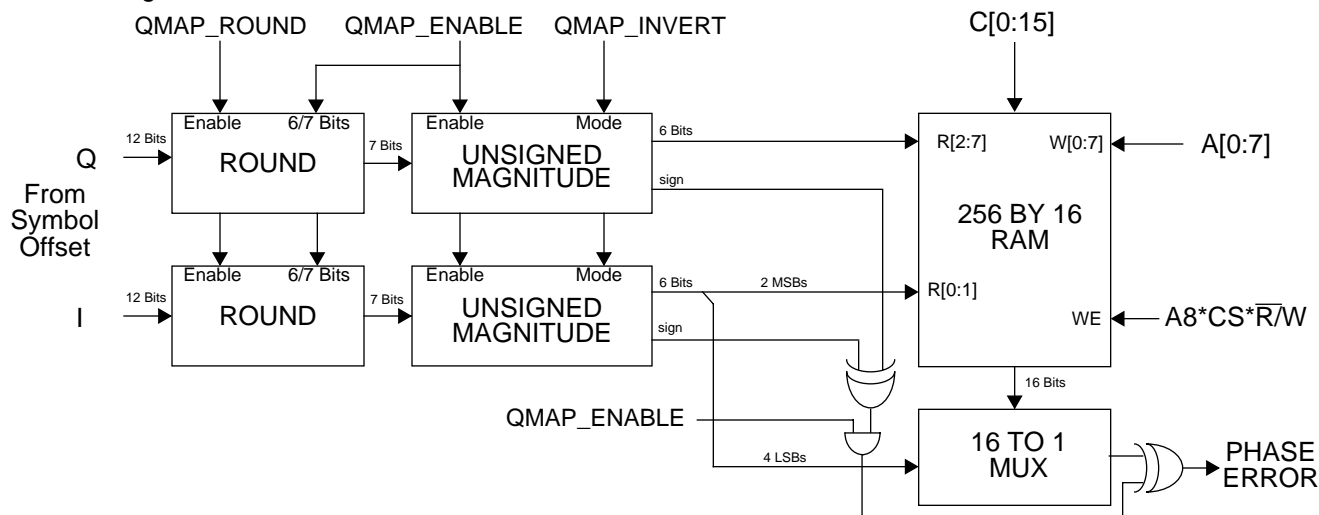 QMAP_ROUND
QMAP_ENABLE
QMAP_INVERT
C[0:15]
Enable
6/7 Bits
Enable
Mode
12 Bits
Q
ROUND
7 Bits
UNSIGNED
MAGNITUDE
6 Bits
sign
R[2:7]
W[0:7]
A[0:7]
From
Symbol
Offset
256 BY 16
RAM
Enable
6/7 Bits
Enable
Mode
12 Bits
I
ROUND
7 Bits
UNSIGNED
MAGNITUDE
6 Bits
2 MSBs
sign
R[0:1]
WE
A8*CS*R/W
16 Bits
QMAP_ENABLE
4 LSBs
16 TO 1
MUX
PHASE
ERROR